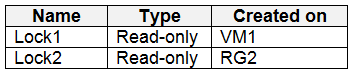 Name Type Created on
Lock1 Read-only VM1
Lock2 Read-only RG2